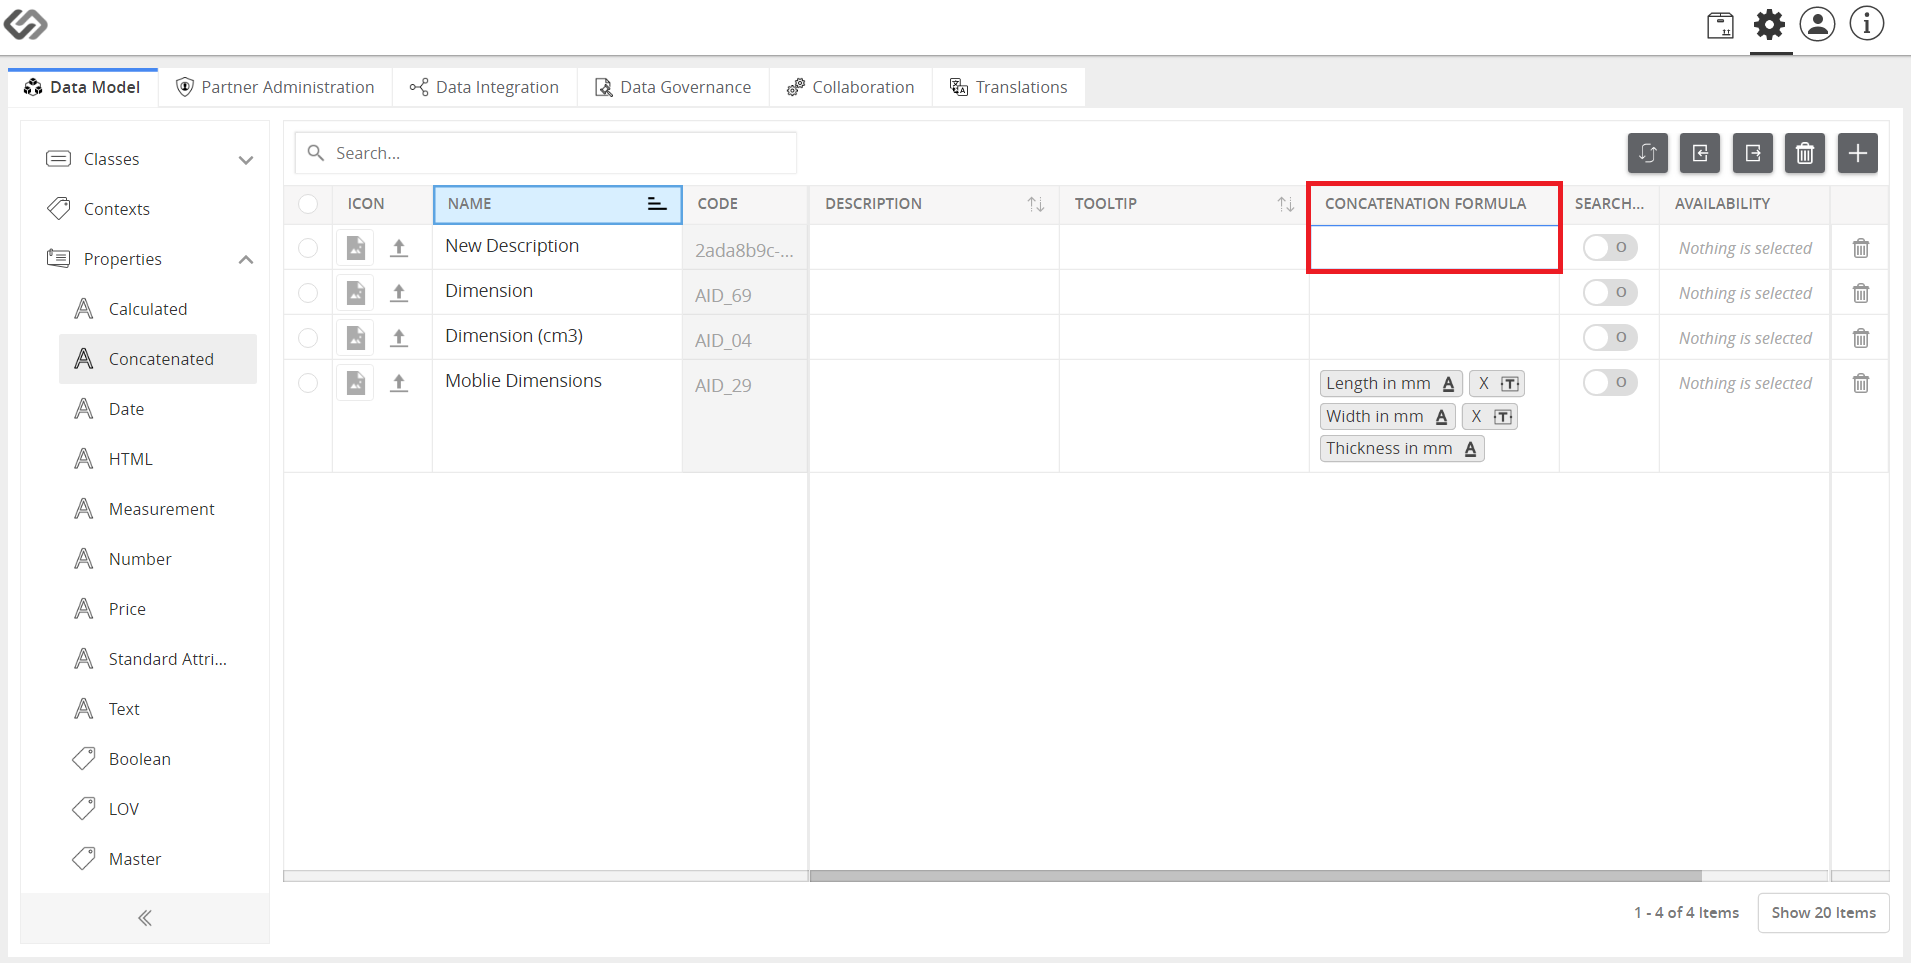 Data Model
Partner Administration
Data Integration
Data Governance
Collaboration
Translations
Classes
Contexts
Properties
Calculated
Concatenated
Date
HTML
Measurement
Number
Price
Standard Attri...
Text
Boolean
LOV
Master
Search...
ICON NAME CODE DESCRIPTION TOOLTIP CONCATENATION FORMULA SEARCH... AVAILABILITY
New Description 2ada8b9c-... O Nothing is selected
Dimension AID_69 O Nothing is selected
Dimension (cm3) AID_04 O Nothing is selected
Moblie Dimensions AID_29 Length in mm A X T O Nothing is selected
Width in mm A X T
Thickness in mm A
1 - 4 of 4 Items Show 20 Items